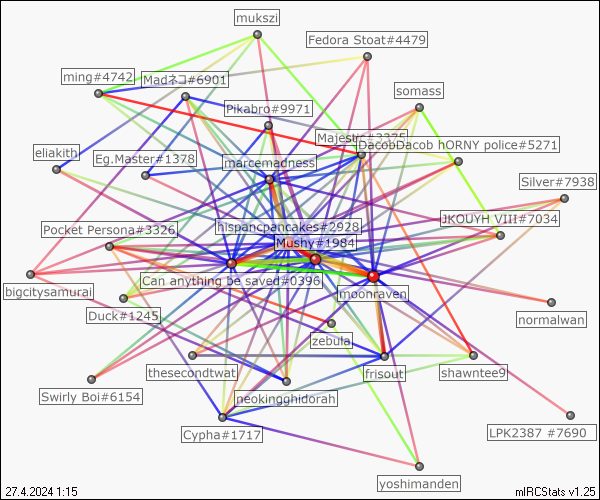 mukszi
Fedora Stoat#4479
ming#4742
Madネコ#6901
somass
Pikabro#9971
Majestic#3375
DacobDacob hORNY police#5271
eliakith
Eg.Master#1378
marcemadness
Silver#7938
JKOUYH VIII#7034
Pocket Persona#3326
hispancpancakes#2928
Mushy#1984
Can anything be saved#0396
bigcitysamurai
moonraven
Duck#1245
normalwan
zebula
thesecondtwat
frisout
shawntee9
Swirly Boi#6154
neokingghidorah
Cypha#1717
LPK2387 #7690
yoshimanden
27.4.2024 1:15
mIRCStats v1.25